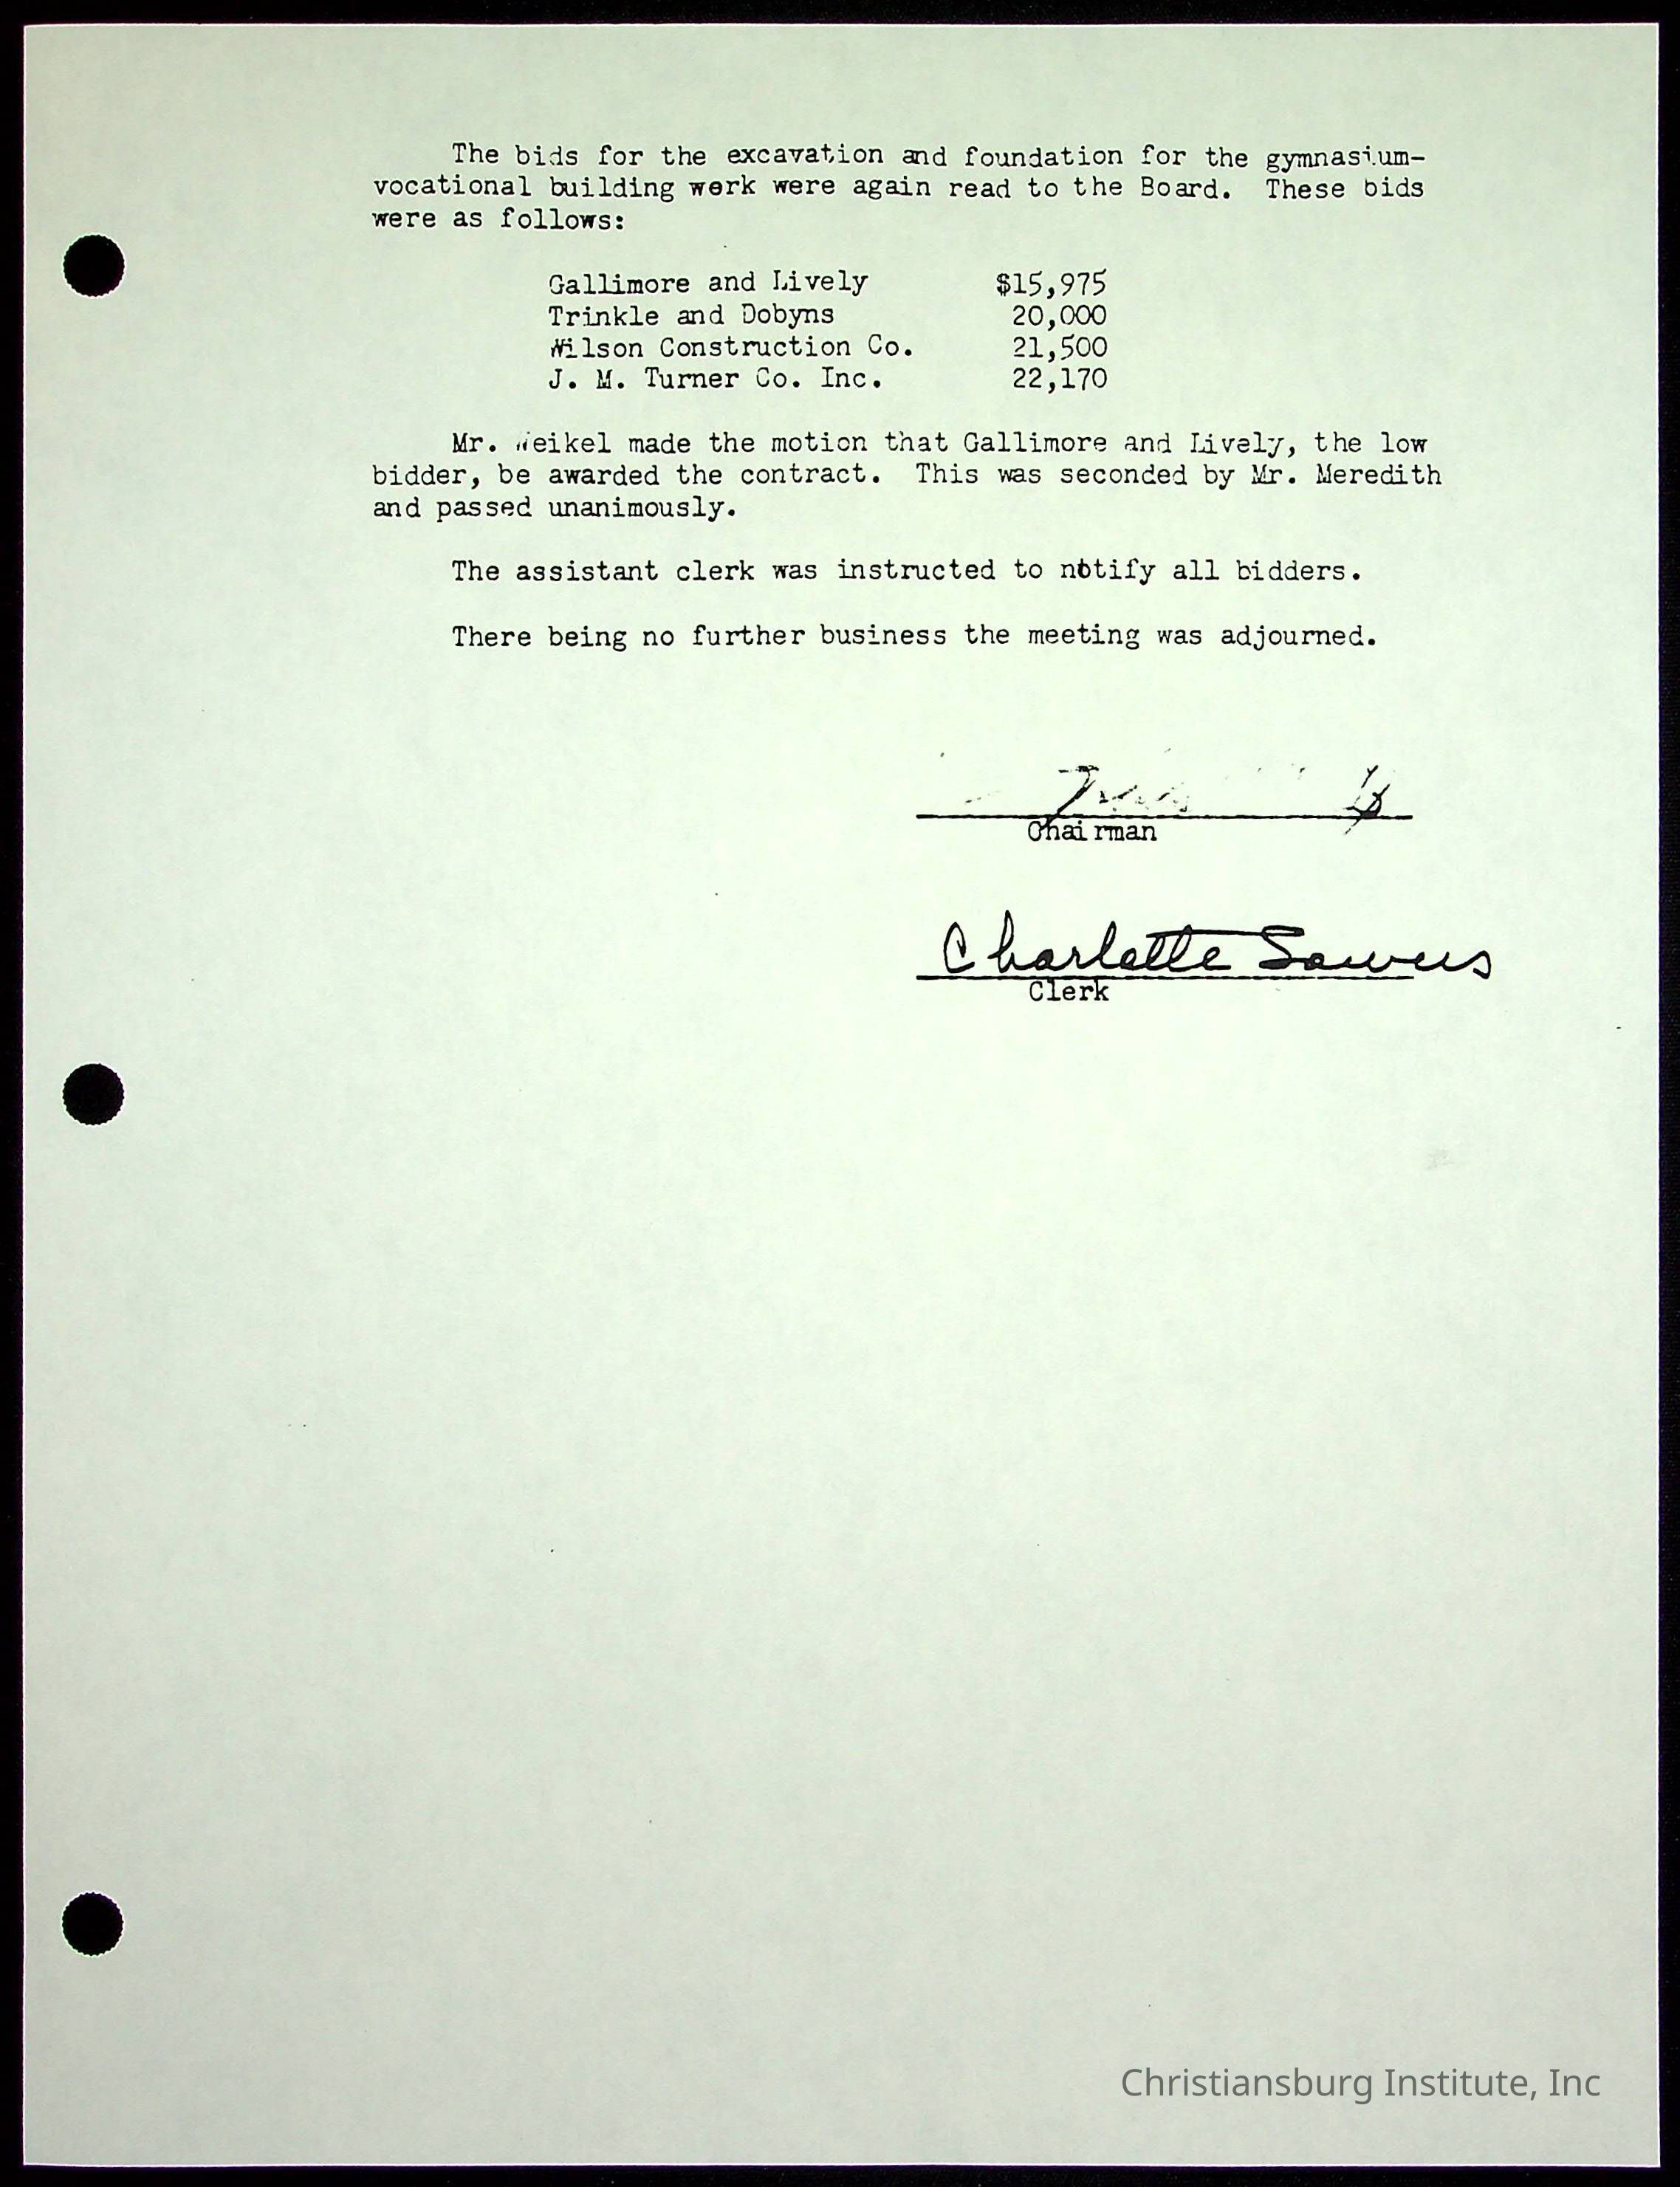 The bids for the excavation and foundation for the gymnasium-
vocational building work were again read to the Board. These bids
were as follows:
Gallimore and Lively $15,975
Trinkle and Dobyns 20,000
Wilson Construction Co. 21,500
J. M. Turner Co. Inc. 22,170
Mr. Weikel made the motion that Gallimore and Lively, the low
bidder, be awarded the contract. This was seconded by Mr. Meredith
and passed unanimously.
The assistant clerk was instructed to notify all bidders.
There being no further business the meeting was adjourned.
Chairman
Charlotte Sowers
Clerk
Christiansburg Institute, Inc